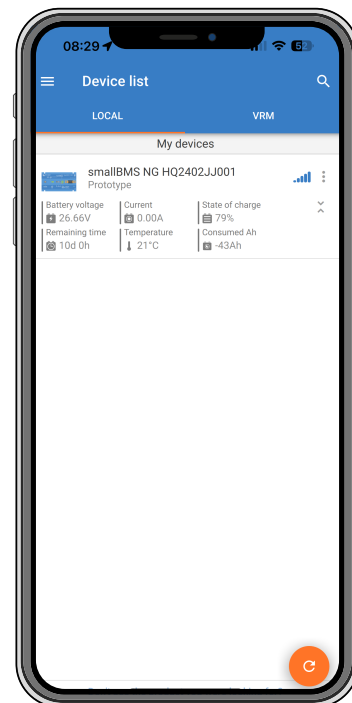 08:29
52
Device list
LOCAL VRM
My devices
smallBMS NG HQ2402JJ001
Prototype
Battery voltage Current State of charge
26.66V 0.00A 79%
Remaining time Temperature Consumed Ah
10d 0h 21°C -43Ah